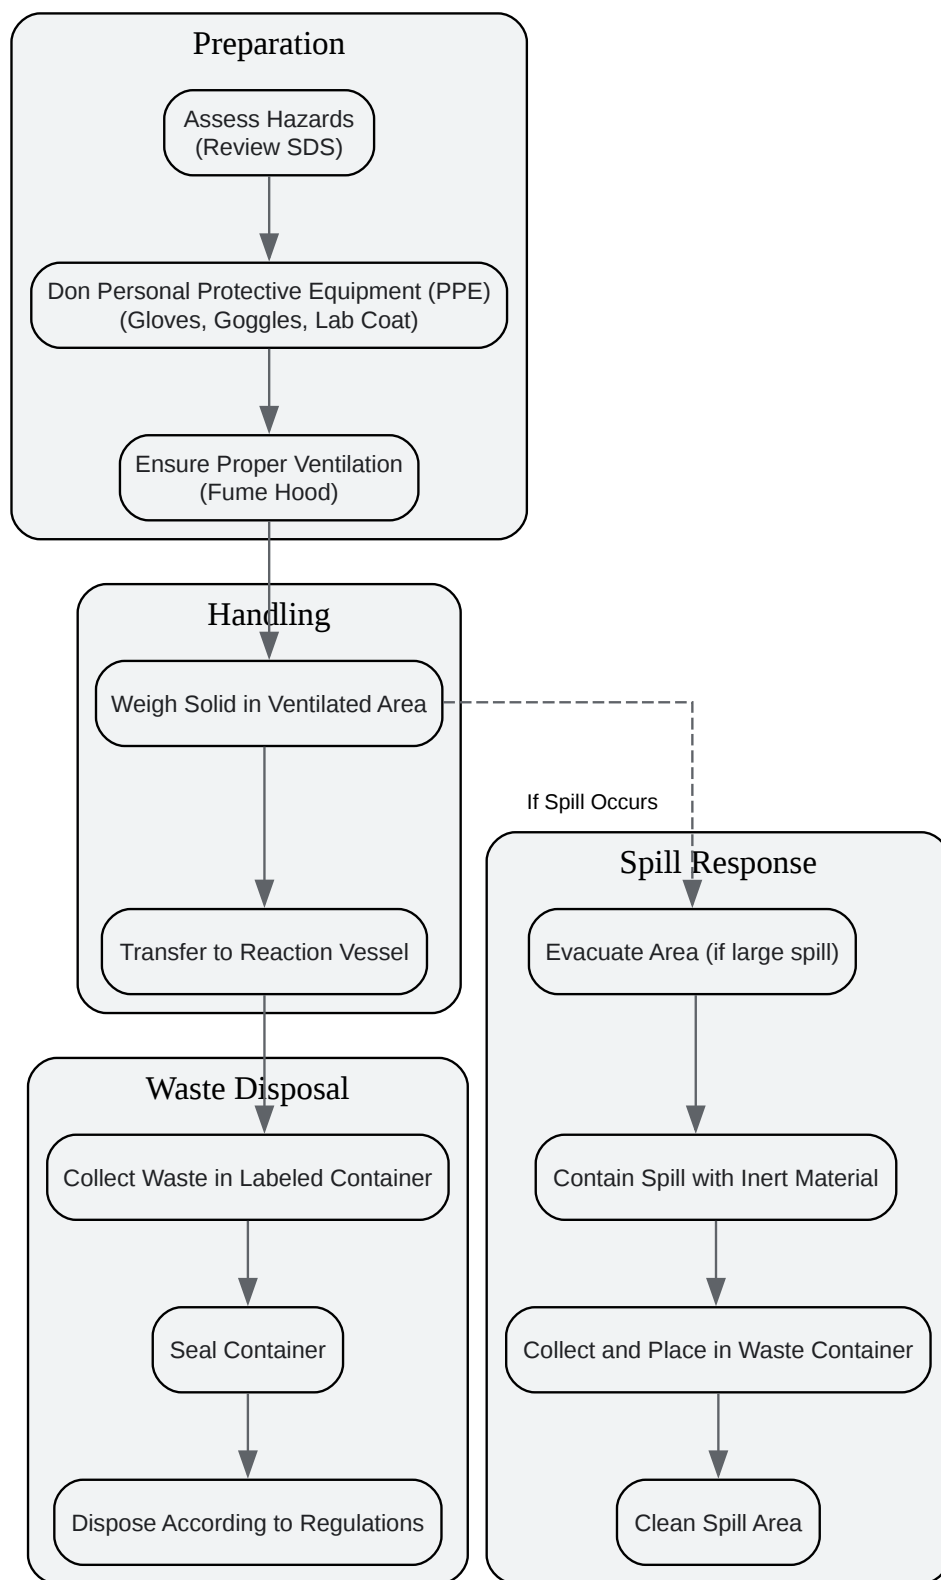 Preparation
Assess Hazards
(Review SDS)
Don Personal Protective Equipment (PPE)
(Gloves, Goggles, Lab Coat)
Ensure Proper Ventilation
(Fume Hood)
Handling
Weigh Solid in Ventilated Area
If Spill Occurs
Transfer to Reaction Vessel
Spill Response
Evacuate Area (if large spill)
Contain Spill with Inert Material
Collect and Place in Waste Container
Clean Spill Area
Waste Disposal
Collect Waste in Labeled Container
Seal Container
Dispose According to Regulations